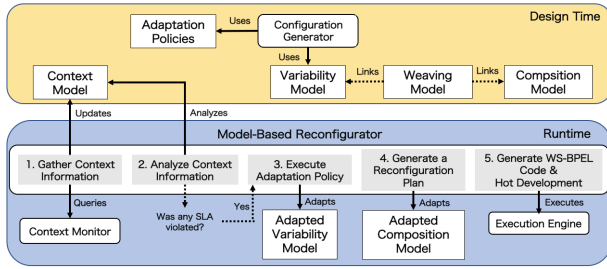 Design Time
Adaptation
Policies
Uses
Configuration
Generator
Uses
Context
Model
Variability
Model
Links
Weaving
Model
Links
Compsition
Model
Updates
Analyzes
Model-Based Reconfigurator
Runtime
1. Gather Context
Information
2. Analyze Context
Information
3. Execute
Adaptation Policy
4. Generate a
Reconfiguration
Plan
5. Generate WS-BPEL
Code &
Hot Development
Queries
Was any SLA
violated?
Yes
Adapts
Adapts
Executes
Context Monitor
Adapted
Variability
Model
Adapted
Composition
Model
Execution Engine